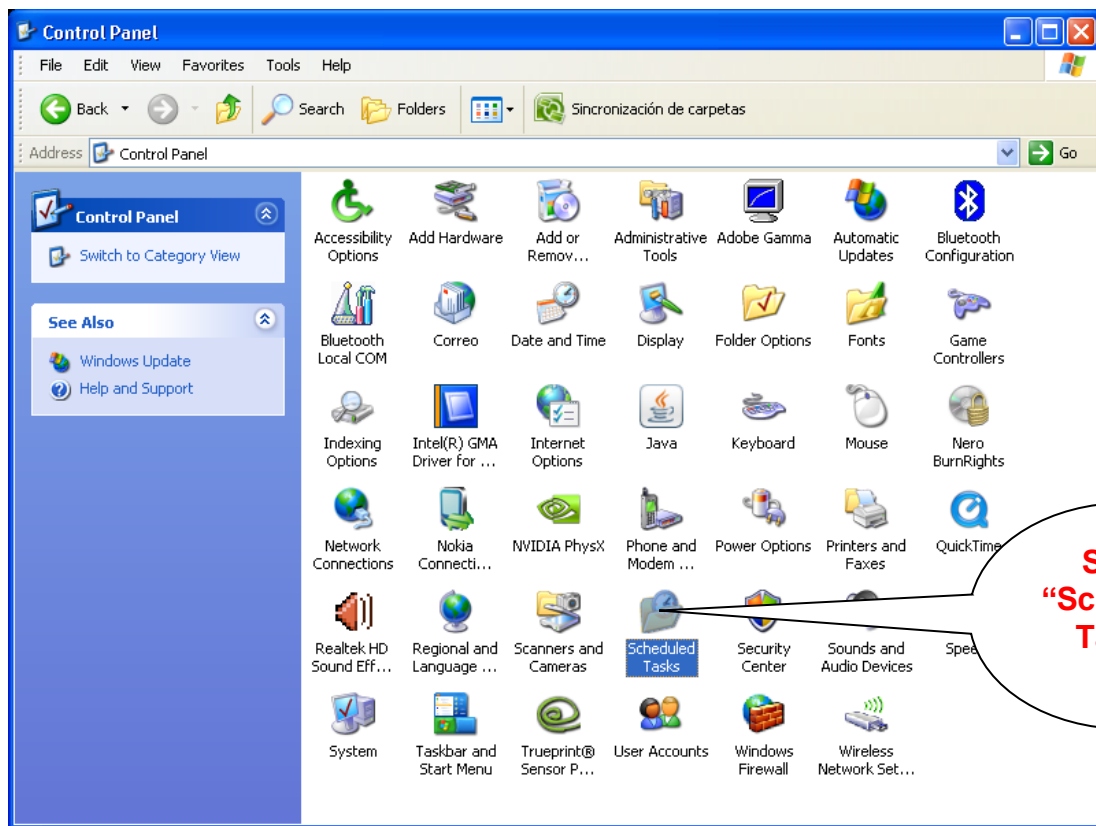 Control Panel
File Edit View Favorites Tools Help
Back Search Folders Sincronización de carpetas
Address Control Panel Go
Control Panel
Switch to Category View
See Also
Windows Update
Help and Support
Accessibility Options
Add Hardware
Add or Remov...
Administrative Tools
Adobe Gamma
Automatic Updates
Bluetooth Configuration
Bluetooth Local COM
Correo
Date and Time
Display
Folder Options
Fonts
Game Controllers
Indexing Options
Intel(R) GMA Driver for ...
Internet Options
Java
Keyboard
Mouse
Nero BurnRights
Network Connections
Nokia Connecti...
NVIDIA PhysX
Phone and Modem ...
Power Options
Printers and Faxes
QuickTime
Realtek HD Sound Eff...
Regional and Language ...
Scanners and Cameras
Scheduled Tasks
Security Center
Sounds and Audio Devices
System
Taskbar and Start Menu
Trueprint® Sensor P...
User Accounts
Windows Firewall
Wireless Network Set...